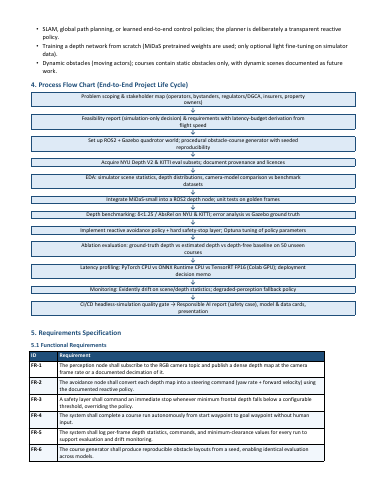 • SLAM, global path planning, or learned end-to-end control policies; the planner is deliberately a transparent reactive
policy.
• Training a depth network from scratch (MiDaS pretrained weights are used; only optional light fine-tuning on simulator
data).
• Dynamic obstacles (moving actors); courses contain static obstacles only, with dynamic scenes documented as future
work.
4. Process Flow Chart (End-to-End Project Life Cycle)
Problem scoping & stakeholder map (operators, bystanders, regulators/DGCA, insurers, property
owners)
↓
Feasibility report (simulation-only decision) & requirements with latency-budget derivation from
flight speed
↓
Set up ROS2 + Gazebo quadrotor world; procedural obstacle-course generator with seeded
reproducibility
↓
Acquire NYU Depth V2 & KITTI eval subsets; document provenance and licences
↓
EDA: simulator scene statistics, depth distributions, camera-model comparison vs benchmark
datasets
↓
Integrate MiDaS-small into a ROS2 depth node; unit tests on golden frames
↓
Depth benchmarking: δ<1.25 / AbsRel on NYU & KITTI; error analysis vs Gazebo ground truth
↓
Implement reactive avoidance policy + hard safety-stop layer; Optuna tuning of policy parameters
↓
Ablation evaluation: ground-truth depth vs estimated depth vs depth-free baseline on 50 unseen
courses
↓
Latency profiling: PyTorch CPU vs ONNX Runtime CPU vs TensorRT FP16 (Colab GPU); deployment
decision memo
↓
Monitoring: Evidently drift on scene/depth statistics; degraded-perception fallback policy
↓
CI/CD headless-simulation quality gate → Responsible AI report (safety case), model & data cards,
presentation
5. Requirements Specification
5.1 Functional Requirements
ID Requirement
FR-1 The perception node shall subscribe to the RGB camera topic and publish a dense depth map at the camera
frame rate or a documented decimation of it.
FR-2 The avoidance node shall convert each depth map into a steering command (yaw rate + forward velocity) using
the documented reactive policy.
FR-3 A safety layer shall command an immediate stop whenever minimum frontal depth falls below a configurable
threshold, overriding the policy.
FR-4 The system shall complete a course run autonomously from start waypoint to goal waypoint without human
input.
FR-5 The system shall log per-frame depth statistics, commands, and minimum-clearance values for every run to
support evaluation and drift monitoring.
FR-6 The course generator shall produce reproducible obstacle layouts from a seed, enabling identical evaluation
across models.